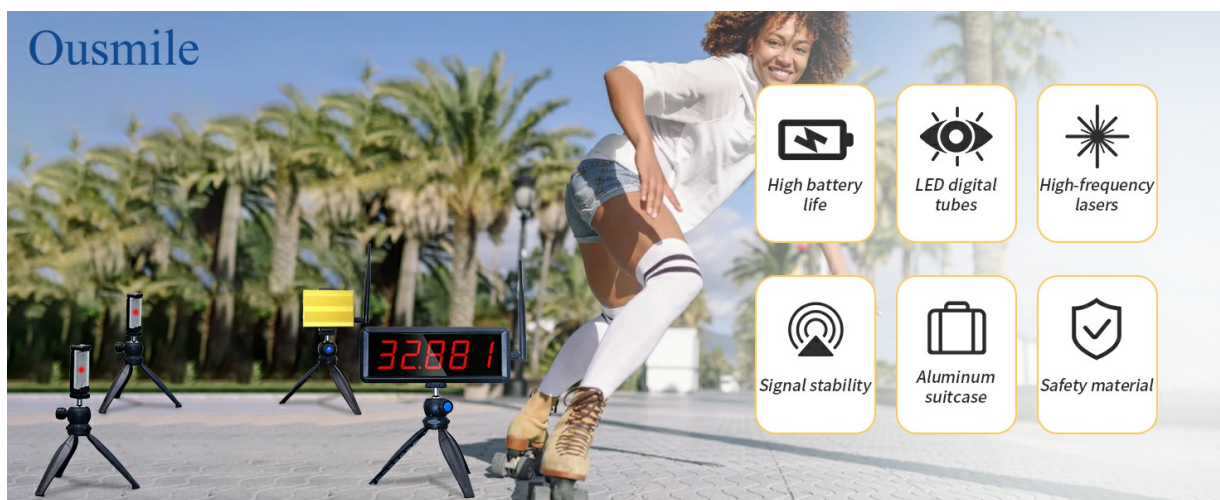 Ousmile
High battery
life
LED digital
tubes
High-frequency
lasers
32.881
Signal stability
Aluminum
suitcase
Safety material